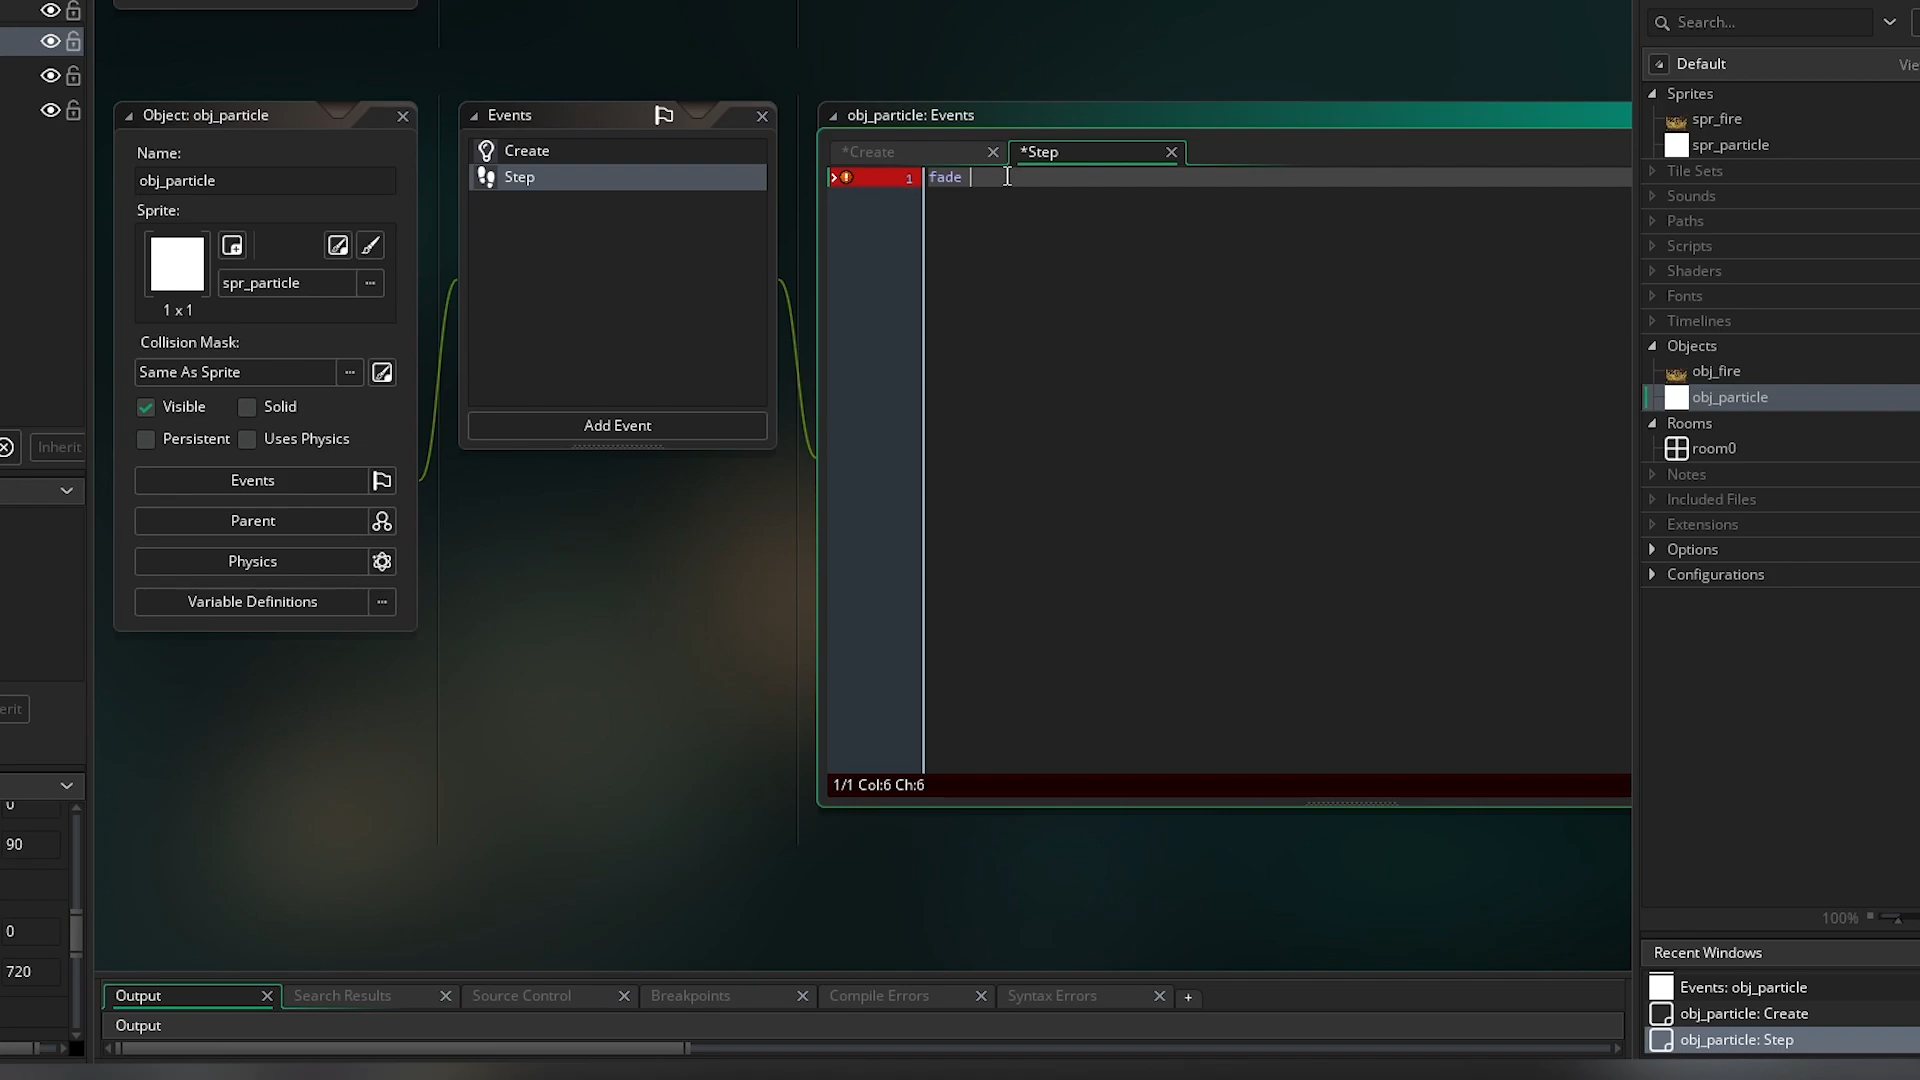 Object: obj_particle
Name:
obj_particle
Sprite:
spr_particle
1 x 1
Collision Mask:
Same As Sprite
Visible
Solid
Persistent
Uses Physics
Events
Parent
Physics
Variable Definitions
Inherit
erit
0
90
0
720
Events
Create
Step
Add Event
obj_particle: Events
*Create
*Step
1 fade
1/1 Col:6 Ch:6
Output
Search Results
Source Control
Breakpoints
Compile Errors
Syntax Errors
+
Output
Search...
Default
Vie
Sprites
spr_fire
spr_particle
Tile Sets
Sounds
Paths
Scripts
Shaders
Fonts
Timelines
Objects
obj_fire
obj_particle
Rooms
room0
Notes
Included Files
Extensions
Options
Configurations
100%
Recent Windows
Events: obj_particle
obj_particle: Create
obj_particle: Step